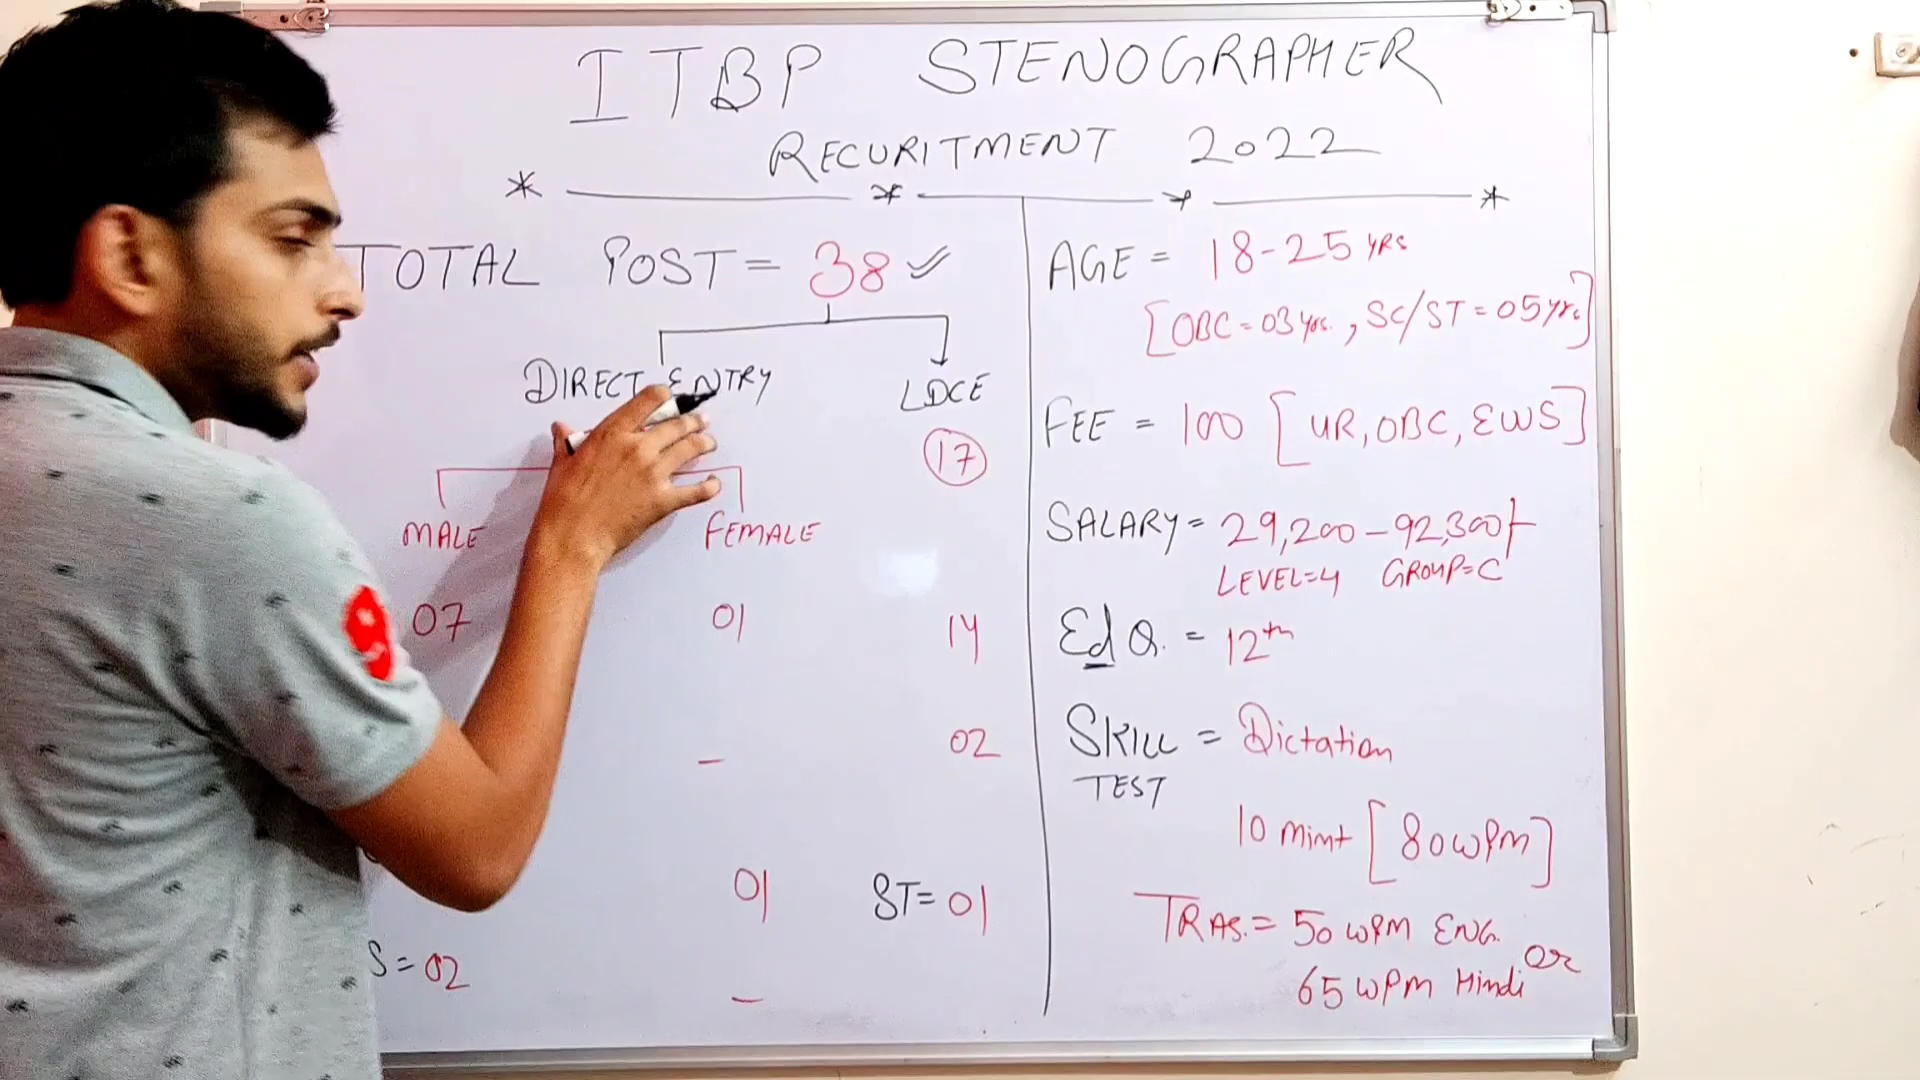 ITBP STENOGRAPHER
RECURITMENT 2022
TOTAL POST = 38
DIRECT ENTRY LDCE
17
MALE FEMALE
07 01 14
- 02
01 ST = 01
S = 02
-
AGE = 18-25 YRS
[OBC = 03 yrs., SC/ST = 05 yrs]
FEE = 100 [UR, OBC, EWS]
SALARY = 29,200 - 92,300/-
LEVEL=4 GROUP=C
Ed Q. = 12th
SKILL = Dictation
TEST
10 mint [80 WPM]
TRAS. = 50 WPM ENG.
OR
65 WPM Hindi